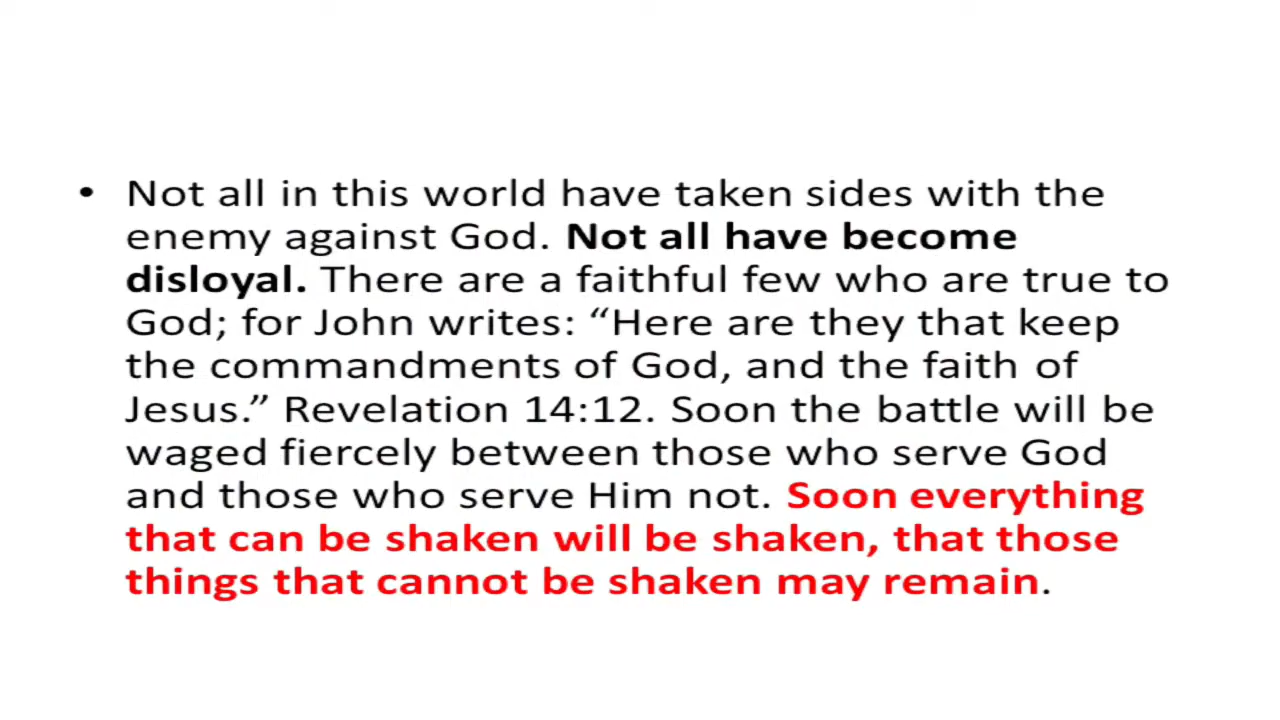 • Not all in this world have taken sides with the
enemy against God. Not all have become
disloyal. There are a faithful few who are true to
God; for John writes: “Here are they that keep
the commandments of God, and the faith of
Jesus.” Revelation 14:12. Soon the battle will be
waged fiercely between those who serve God
and those who serve Him not. Soon everything
that can be shaken will be shaken, that those
things that cannot be shaken may remain.